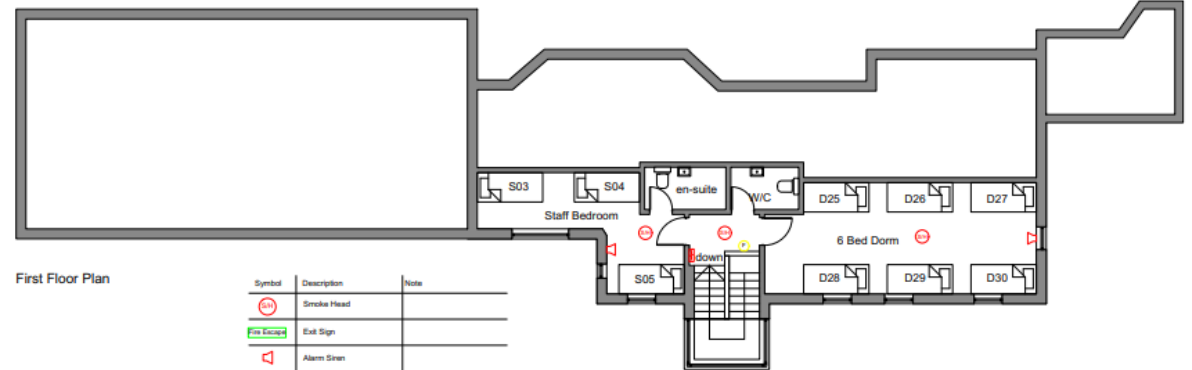 S03
S04
en-suite
W/C
D25
D26
D27
Staff Bedroom
S/H
S/H
S/H
6 Bed Dorm
F
down
S05
D28
D29
D30
First Floor Plan
Symbol Description Note
S/H Smoke Head
Fire Escape Exit Sign
Alarm Siren